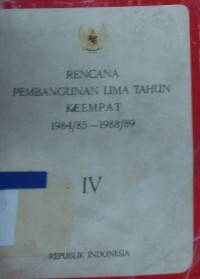 RENCANA
PEMBANGUNAN LIMA TAHUN
KEEMPAT
1984/85—1988/89
IV
REPUBLIK INDONESIA